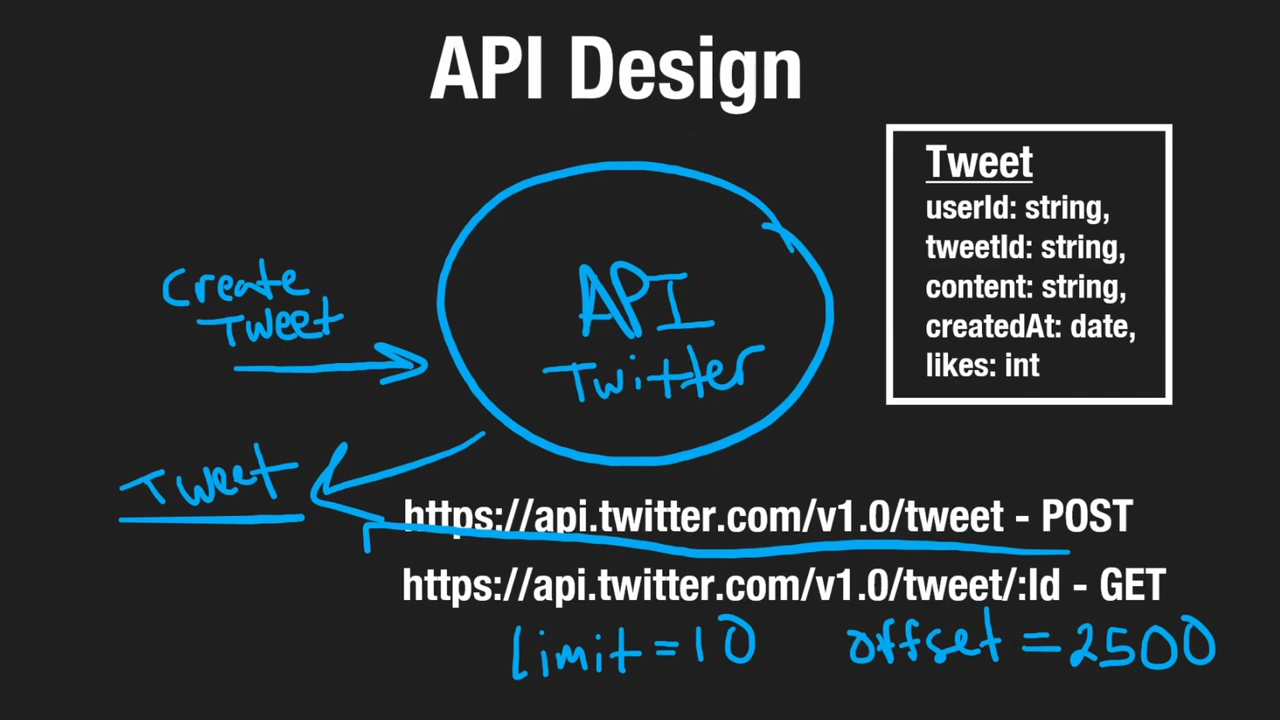 API Design
Tweet
userId: string,
tweetId: string,
content: string,
createdAt: date,
likes: int
Create
Tweet
API
Twitter
Tweet
https://api.twitter.com/v1.0/tweet - POST
https://api.twitter.com/v1.0/tweet/:Id - GET
limit = 10 offset = 2500